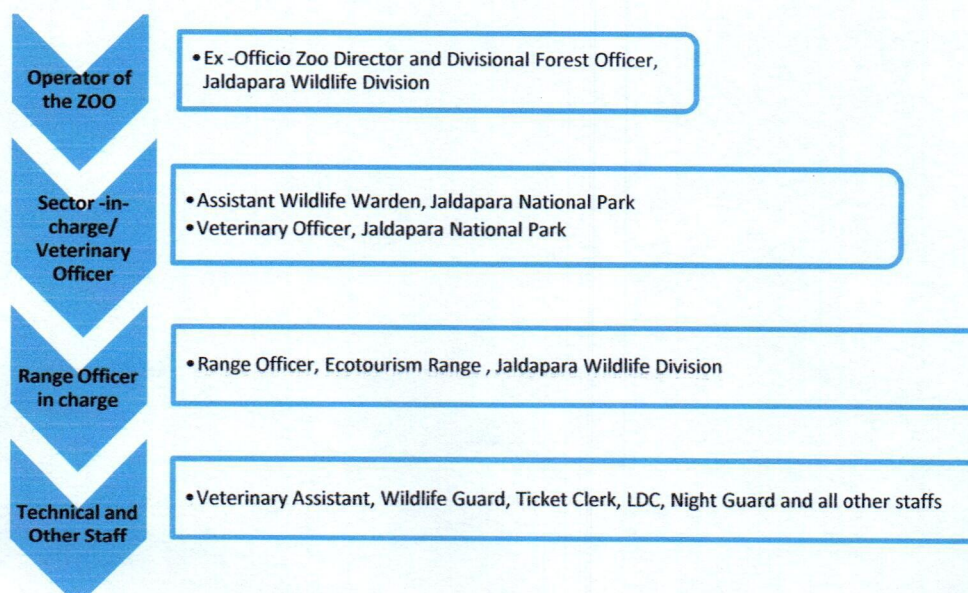 Operator of
the ZOO
•Ex -Officio Zoo Director and Divisional Forest Officer,
Jaldapara Wildlife Division
Sector -in-
charge/
Veterinary
Officer
•Assistant Wildlife Warden, Jaldapara National Park
•Veterinary Officer, Jaldapara National Park
Range Officer
in charge
•Range Officer, Ecotourism Range , Jaldapara Wildlife Division
Technical and
Other Staff
•Veterinary Assistant, Wildlife Guard, Ticket Clerk, LDC, Night Guard and all other staffs